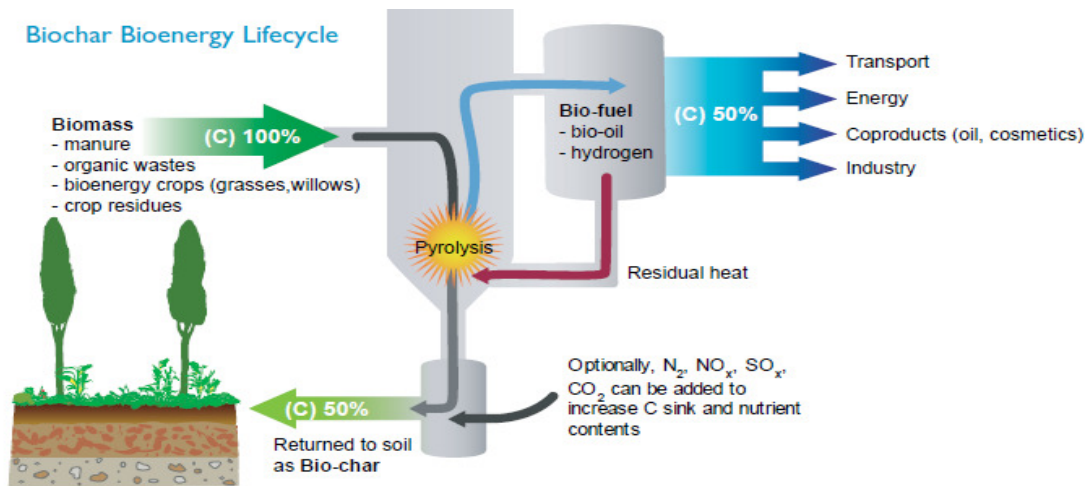 Biochar Bioenergy Lifecycle
Biomass
- manure
- organic wastes
- bioenergy crops (grasses,willows)
- crop residues
(C) 100%
Pyrolysis
Bio-fuel
- bio-oil
- hydrogen
(C) 50%
Transport
Energy
Coproducts (oil, cosmetics)
Industry
Residual heat
Optionally, N₂, NOₓ, SOₓ,
CO₂ can be added to
increase C sink and nutrient
contents
(C) 50%
Returned to soil
as Bio-char